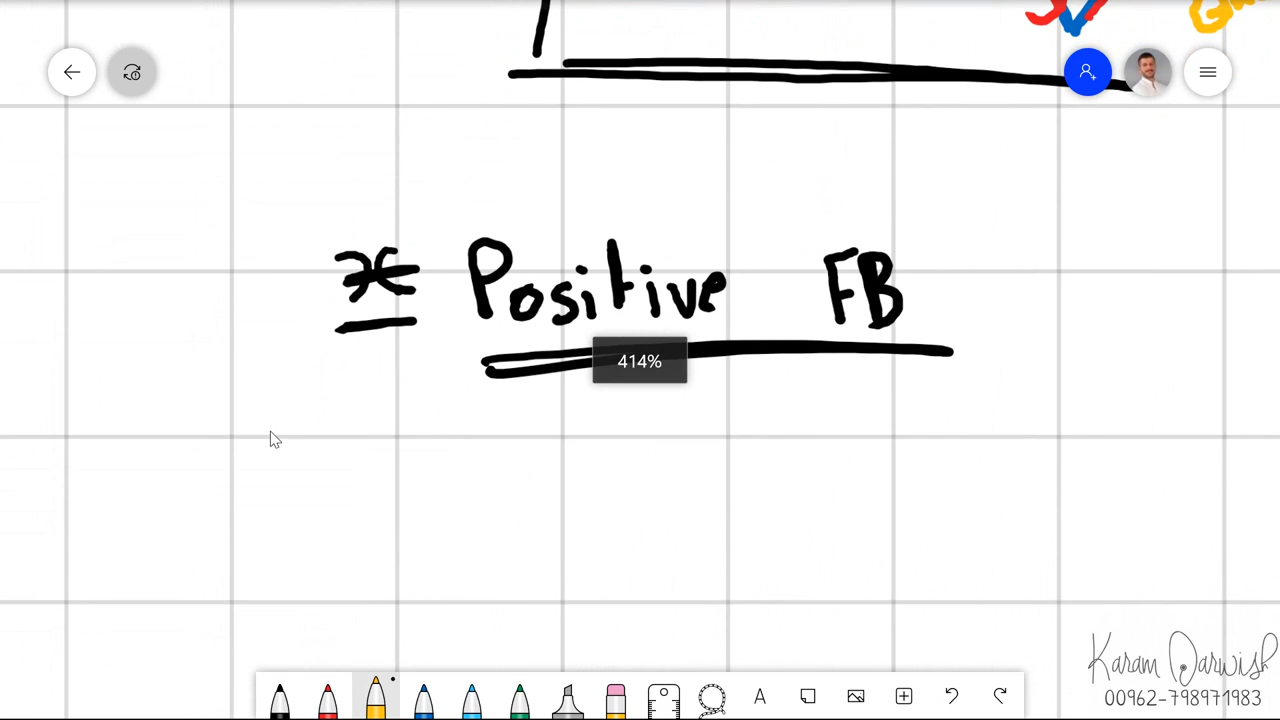 * Positive FB
414%
A
Karam Darwish
00962-798971983